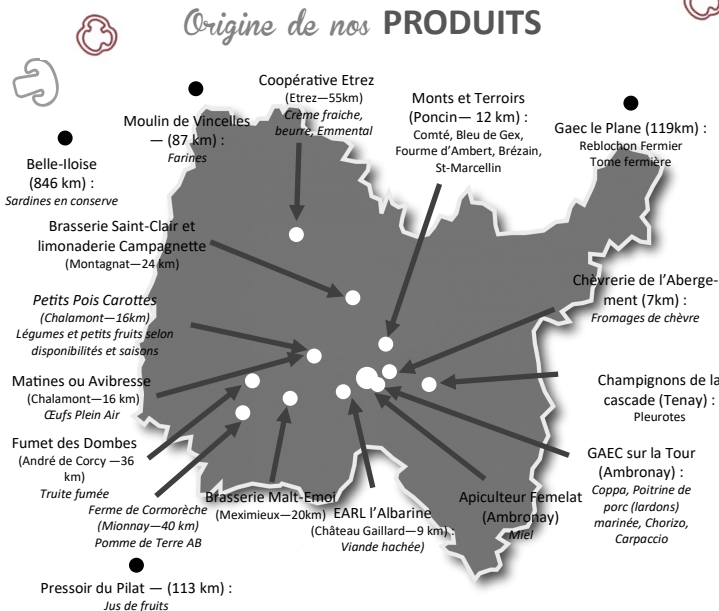 Origine de nos PRODUITS
Coopérative Etrez
(Etrez—55km)
Crème fraiche,
beurre, Emmental
Monts et Terroirs
(Poncin— 12 km) :
Comté, Bleu de Gex,
Fourme d'Ambert, Brézain,
St-Marcellin
Moulin de Vincelles
— (87 km) :
Farines
Gaec le Plane (119km) :
Reblochon Fermier
Tome fermière
Belle-Iloise
(846 km) :
Sardines en conserve
Brasserie Saint-Clair et
limonaderie Campagnette
(Montagnat—24 km)
Chèvrerie de l'Aberge-
ment (7km) :
Fromages de chèvre
Petits Pois Carottes
(Chalamont—16km)
Légumes et petits fruits selon
disponibilités et saisons
Matines ou Avibresse
(Chalamont—16 km)
Œufs Plein Air
Champignons de la
cascade (Tenay) :
Pleurotes
Fumet des Dombes
(André de Corcy —36
km)
Truite fumée
GAEC sur la Tour
(Ambronay) :
Coppa, Poitrine de
porc (lardons)
marinée, Chorizo,
Carpaccio
Ferme de Cormorèche
(Mionnay—40 km)
Pomme de Terre AB
Brasserie Malt-Emoi
(Meximieux—20km)
EARL l'Albarine
(Château Gaillard—9 km) :
Viande hachée)
Apiculteur Femelat
(Ambronay)
Miel
Pressoir du Pilat — (113 km) :
Jus de fruits